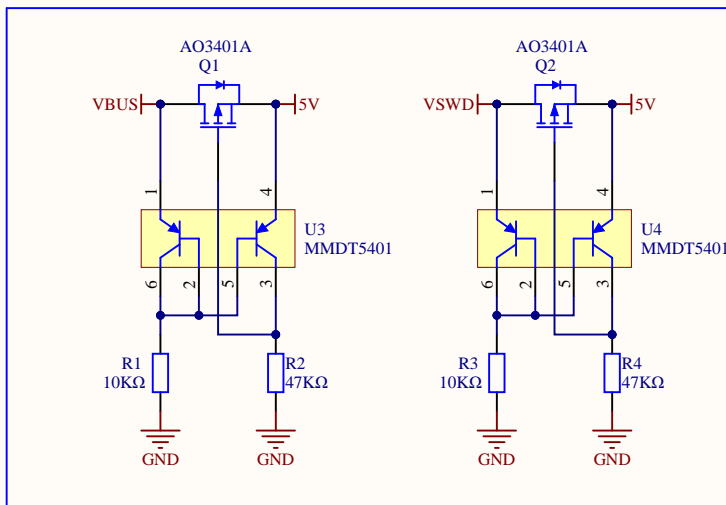 AO3401A
Q1
VBUS
5V
1
4
U3
MMDT5401
6
2
5
3
R1
10KΩ
R2
47KΩ
GND
GND
AO3401A
Q2
VSWD
5V
1
4
U4
MMDT5401
6
2
5
3
R3
10KΩ
R4
47KΩ
GND
GND